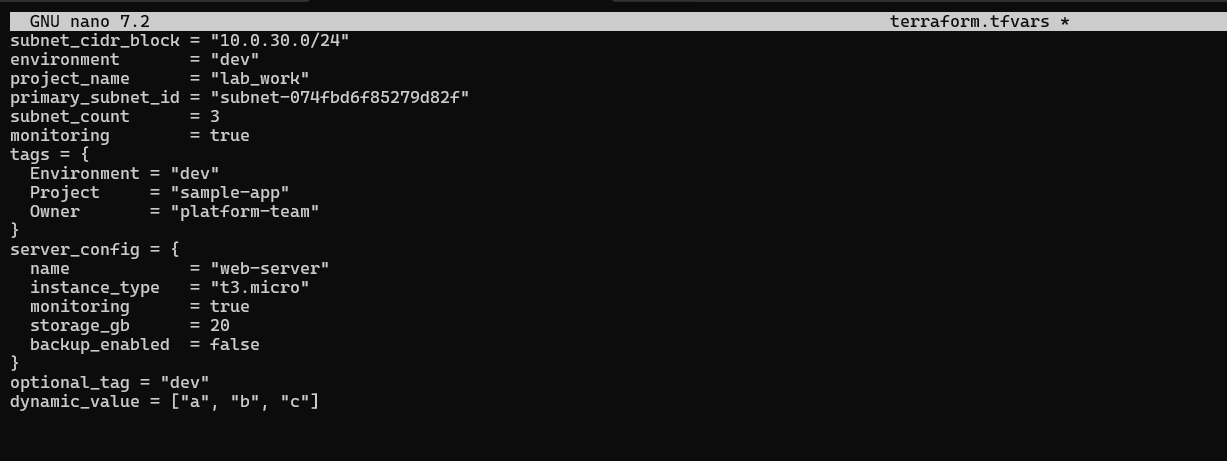 GNU nano 7.2 terraform.tfvars *
subnet_cidr_block = "10.0.30.0/24"
environment       = "dev"
project_name      = "lab_work"
primary_subnet_id = "subnet-074fbd6f85279d82f"
subnet_count      = 3
monitoring        = true
tags = {
  Environment = "dev"
  Project     = "sample-app"
  Owner       = "platform-team"
}
server_config = {
  name            = "web-server"
  instance_type   = "t3.micro"
  monitoring      = true
  storage_gb      = 20
  backup_enabled  = false
}
optional_tag = "dev"
dynamic_value = ["a", "b", "c"]